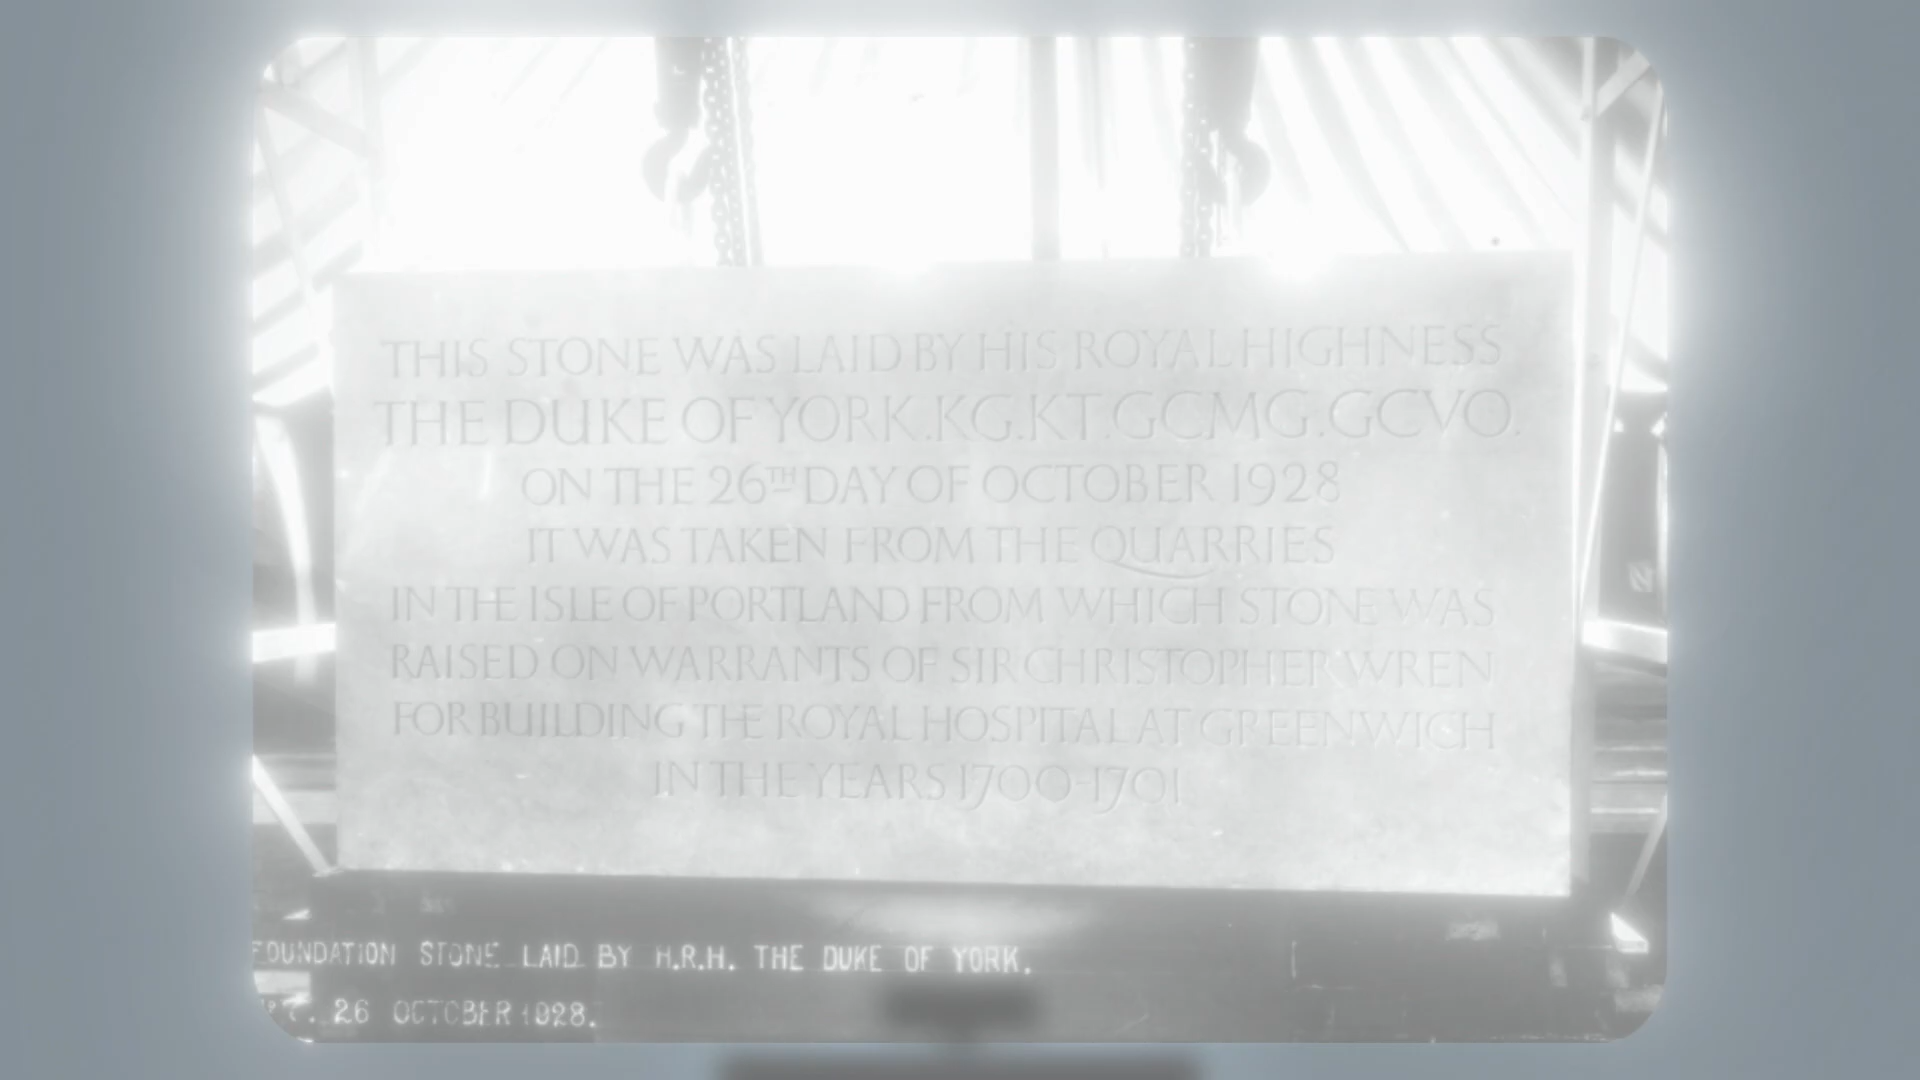 THIS STONE WAS LAID BY HIS ROYAL HIGHNESS
THE DUKE OF YORK.KG.KT.GCMG.GCVO.
ON THE 26TH DAY OF OCTOBER 1928
IT WAS TAKEN FROM THE QUARRIES
IN THE ISLE OF PORTLAND FROM WHICH STONE WAS
RAISED ON WARRANTS OF SIR CHRISTOPHER WREN
FOR BUILDING THE ROYAL HOSPITAL AT GREENWICH
IN THE YEARS 1700-1701
FOUNDATION STONE LAID BY H.R.H. THE DUKE OF YORK.
26 OCTOBER 1928.